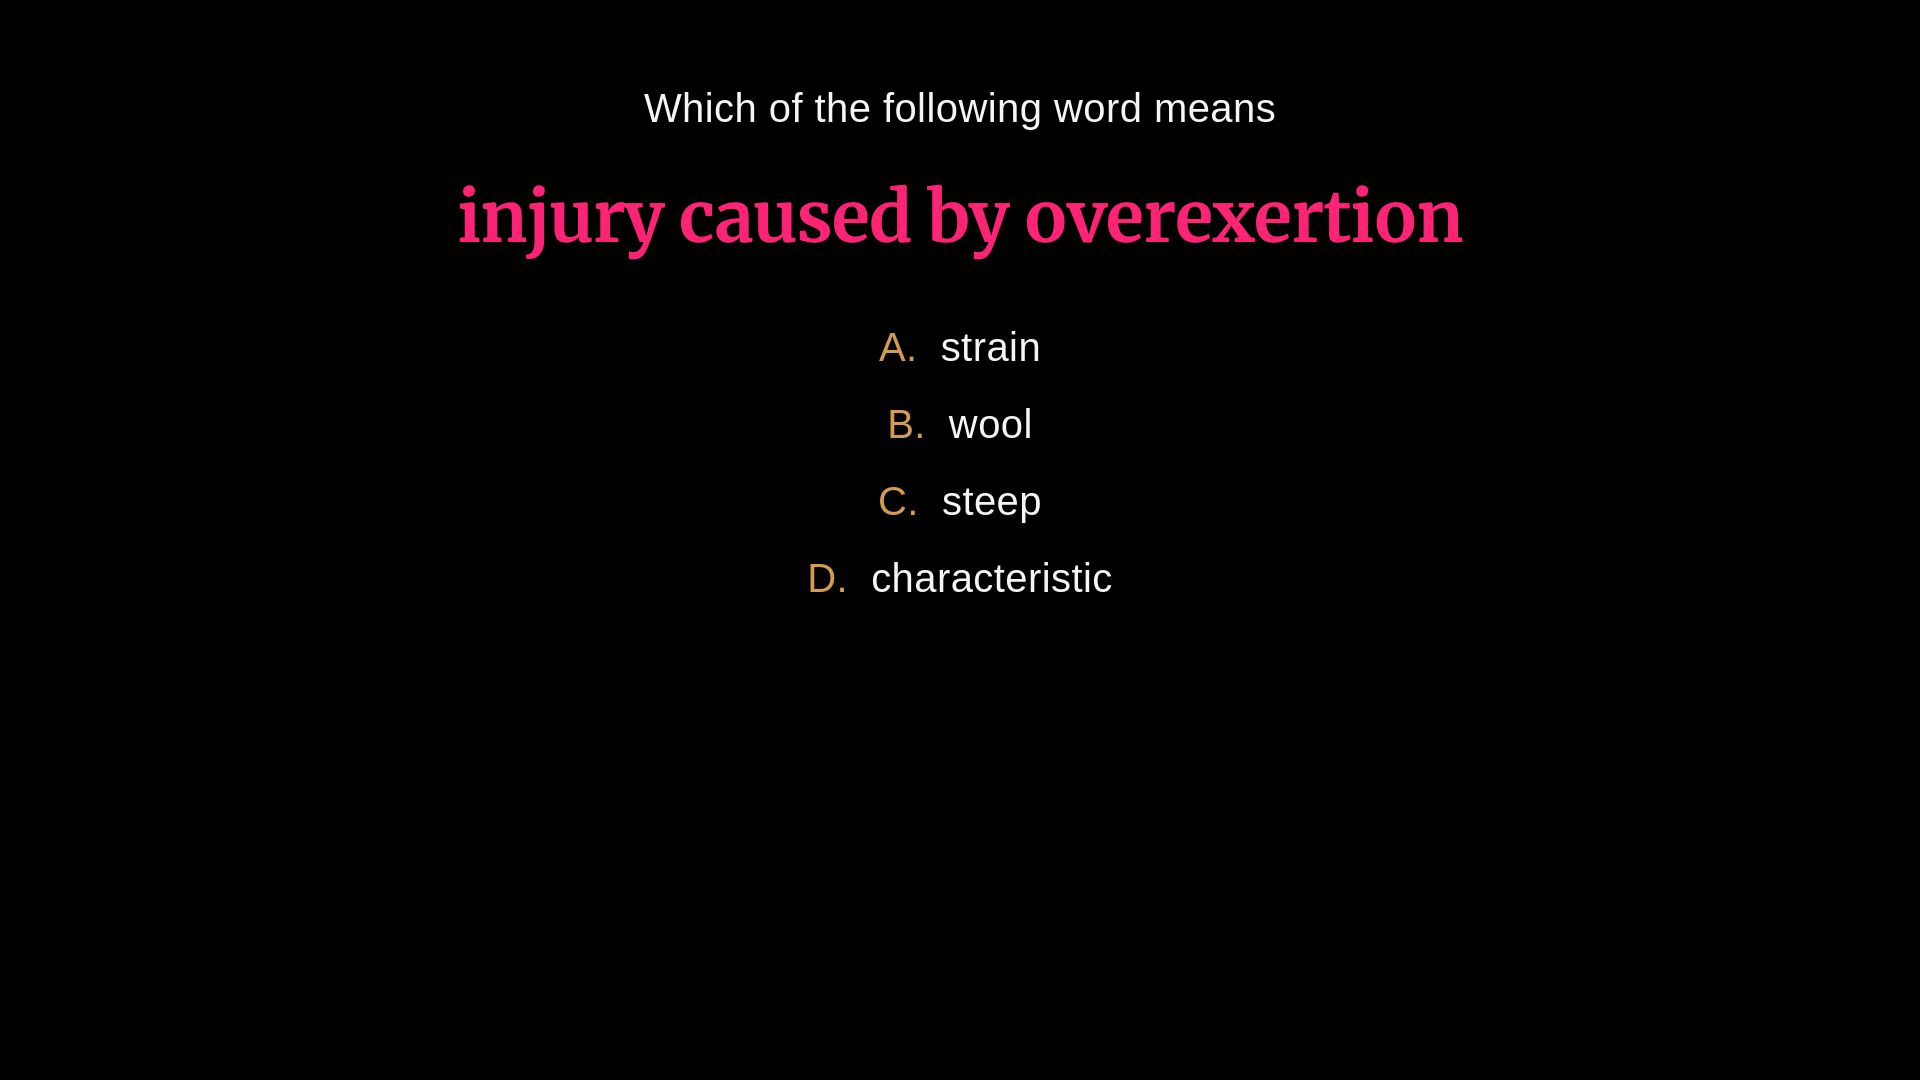 Which of the following word means
injury caused by overexertion
A. strain
B. wool
C. steep
D. characteristic